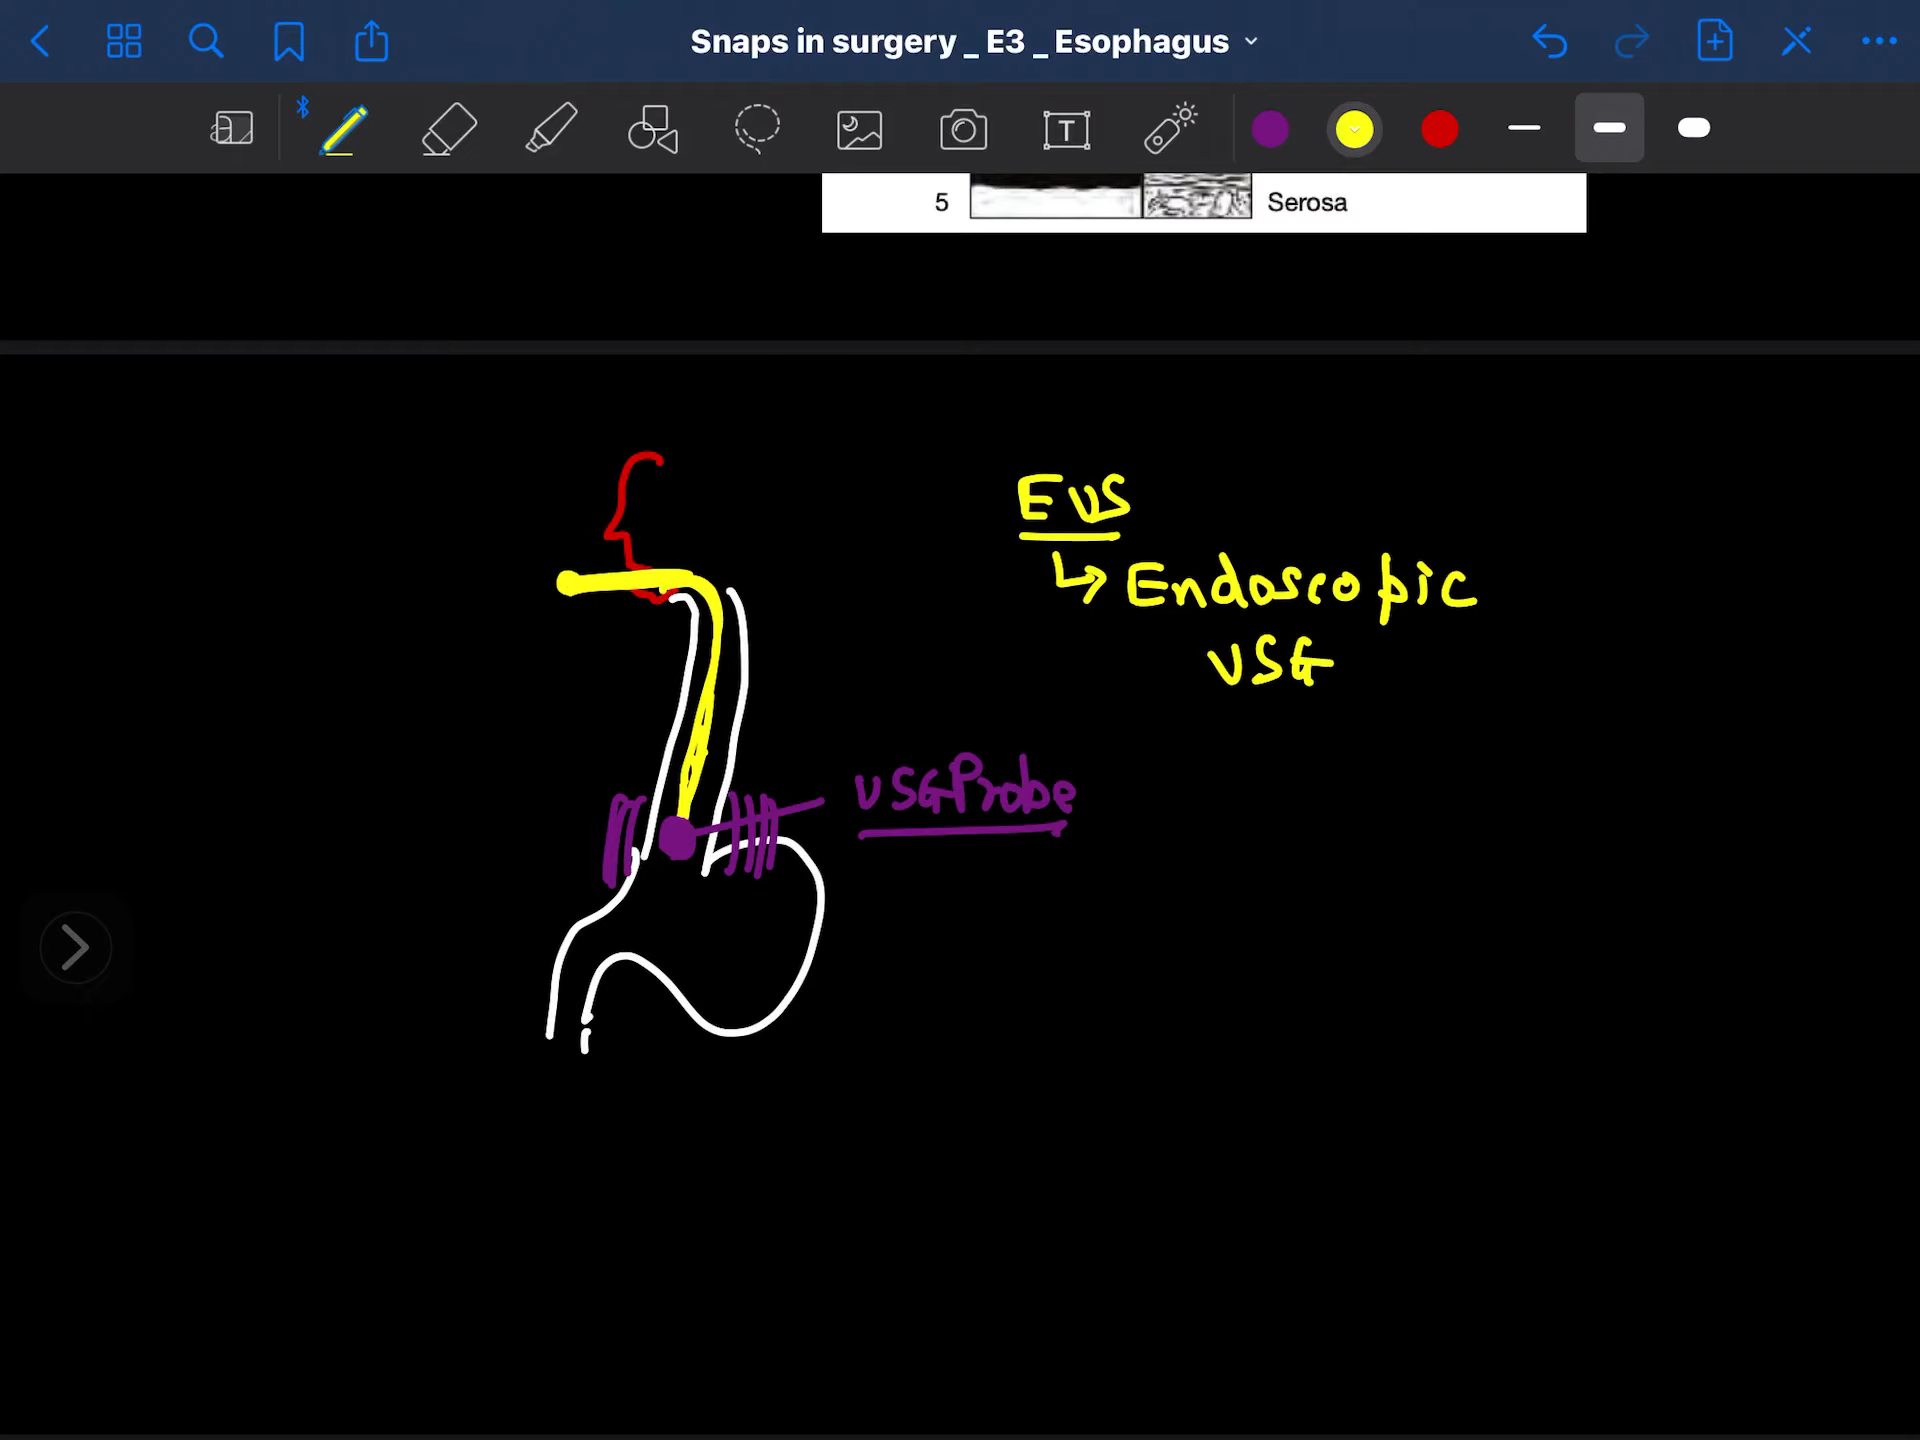 Snaps in surgery _ E3 _ Esophagus
T
5 Serosa
EUS
↳ Endoscopic
USG
USG Probe